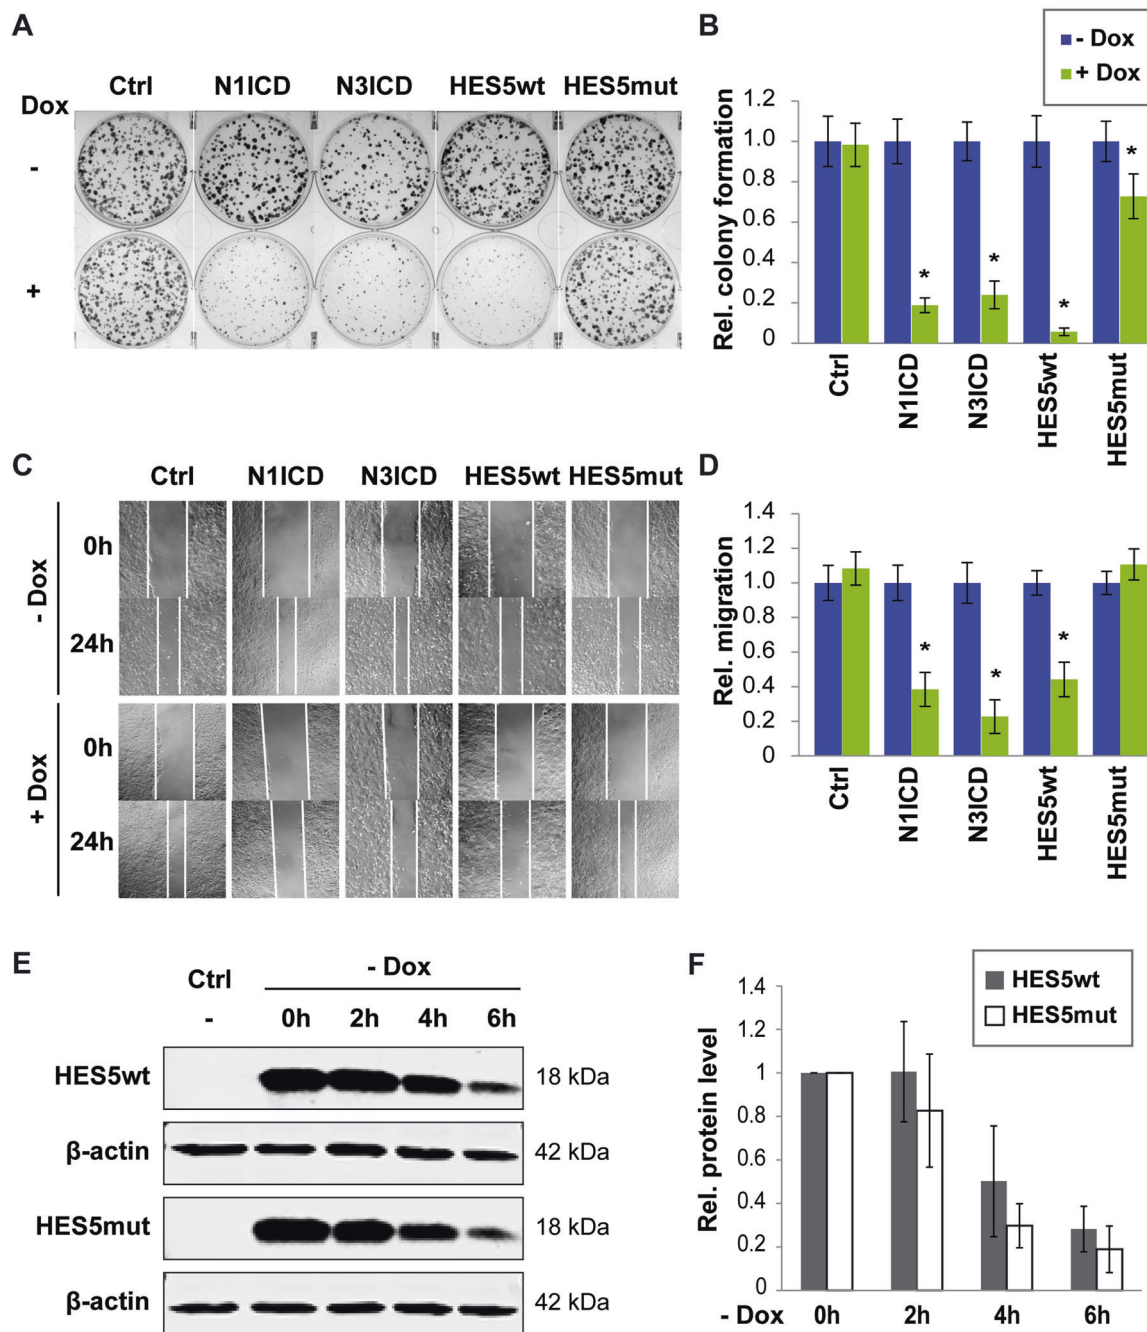 A
Ctrl N1ICD N3ICD HES5wt HES5mut
Dox
-
+
B
- Dox
+ Dox
Rel. colony formation
1.2
1.0
0.8
0.6
0.4
0.2
0
*
*
*
*
Ctrl
N1ICD
N3ICD
HES5wt
HES5mut
C
Ctrl N1ICD N3ICD HES5wt HES5mut
- Dox
0h
24h
+ Dox
0h
24h
D
Rel. migration
1.4
1.2
1.0
0.8
0.6
0.4
0.2
0
*
*
*
Ctrl
N1ICD
N3ICD
HES5wt
HES5mut
E
Ctrl - Dox
- 0h 2h 4h 6h
HES5wt 18 kDa
β-actin 42 kDa
HES5mut 18 kDa
β-actin 42 kDa
F
HES5wt
HES5mut
Rel. protein level
1.4
1.2
1
0.8
0.6
0.4
0.2
0
- Dox 0h 2h 4h 6h